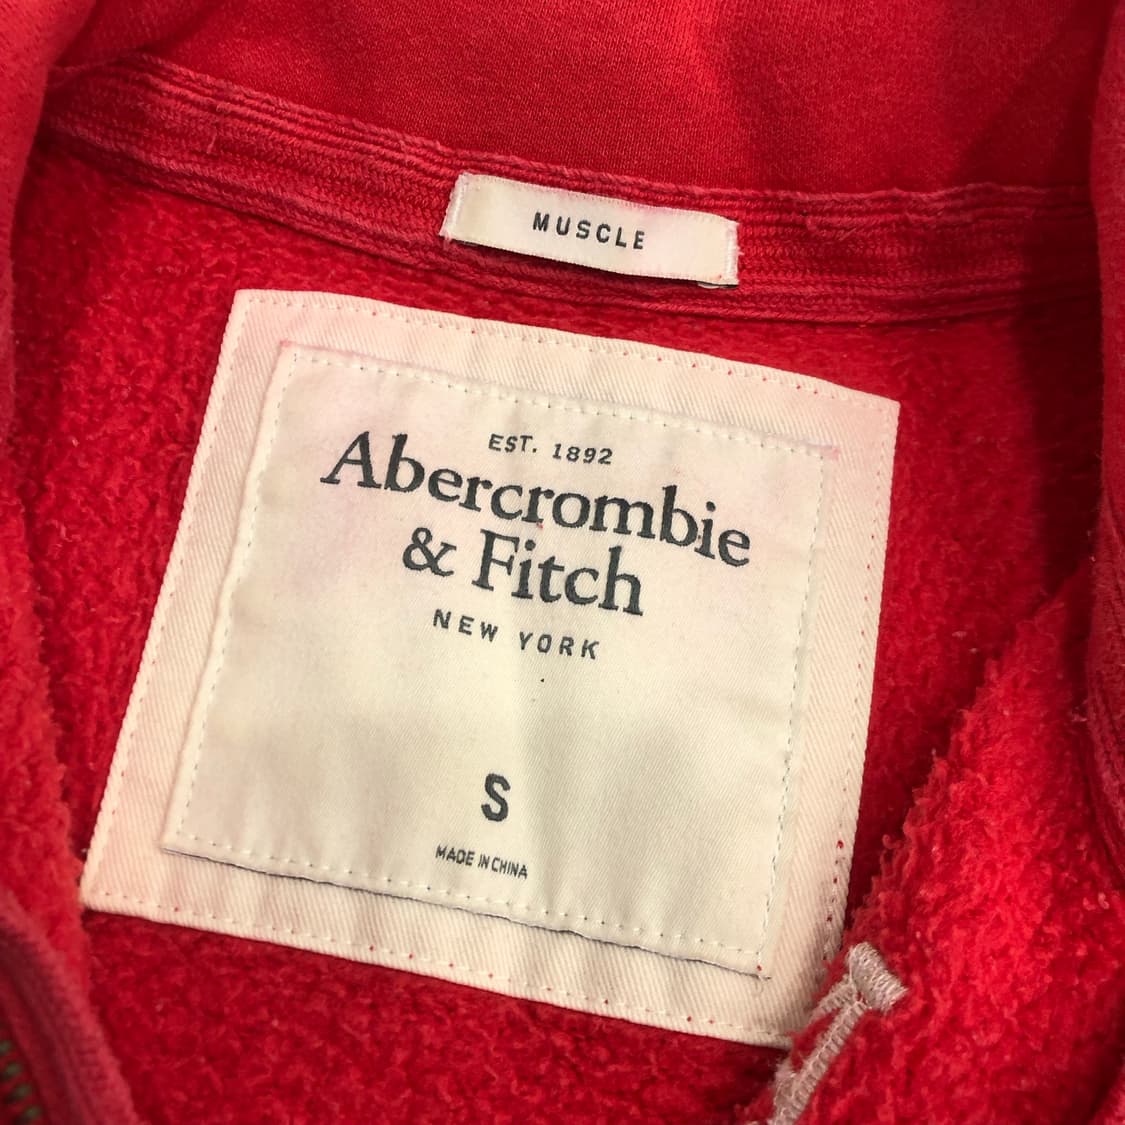 MUSCLE
EST. 1892
Abercrombie
& Fitch
NEW YORK
S
MADE IN CHINA